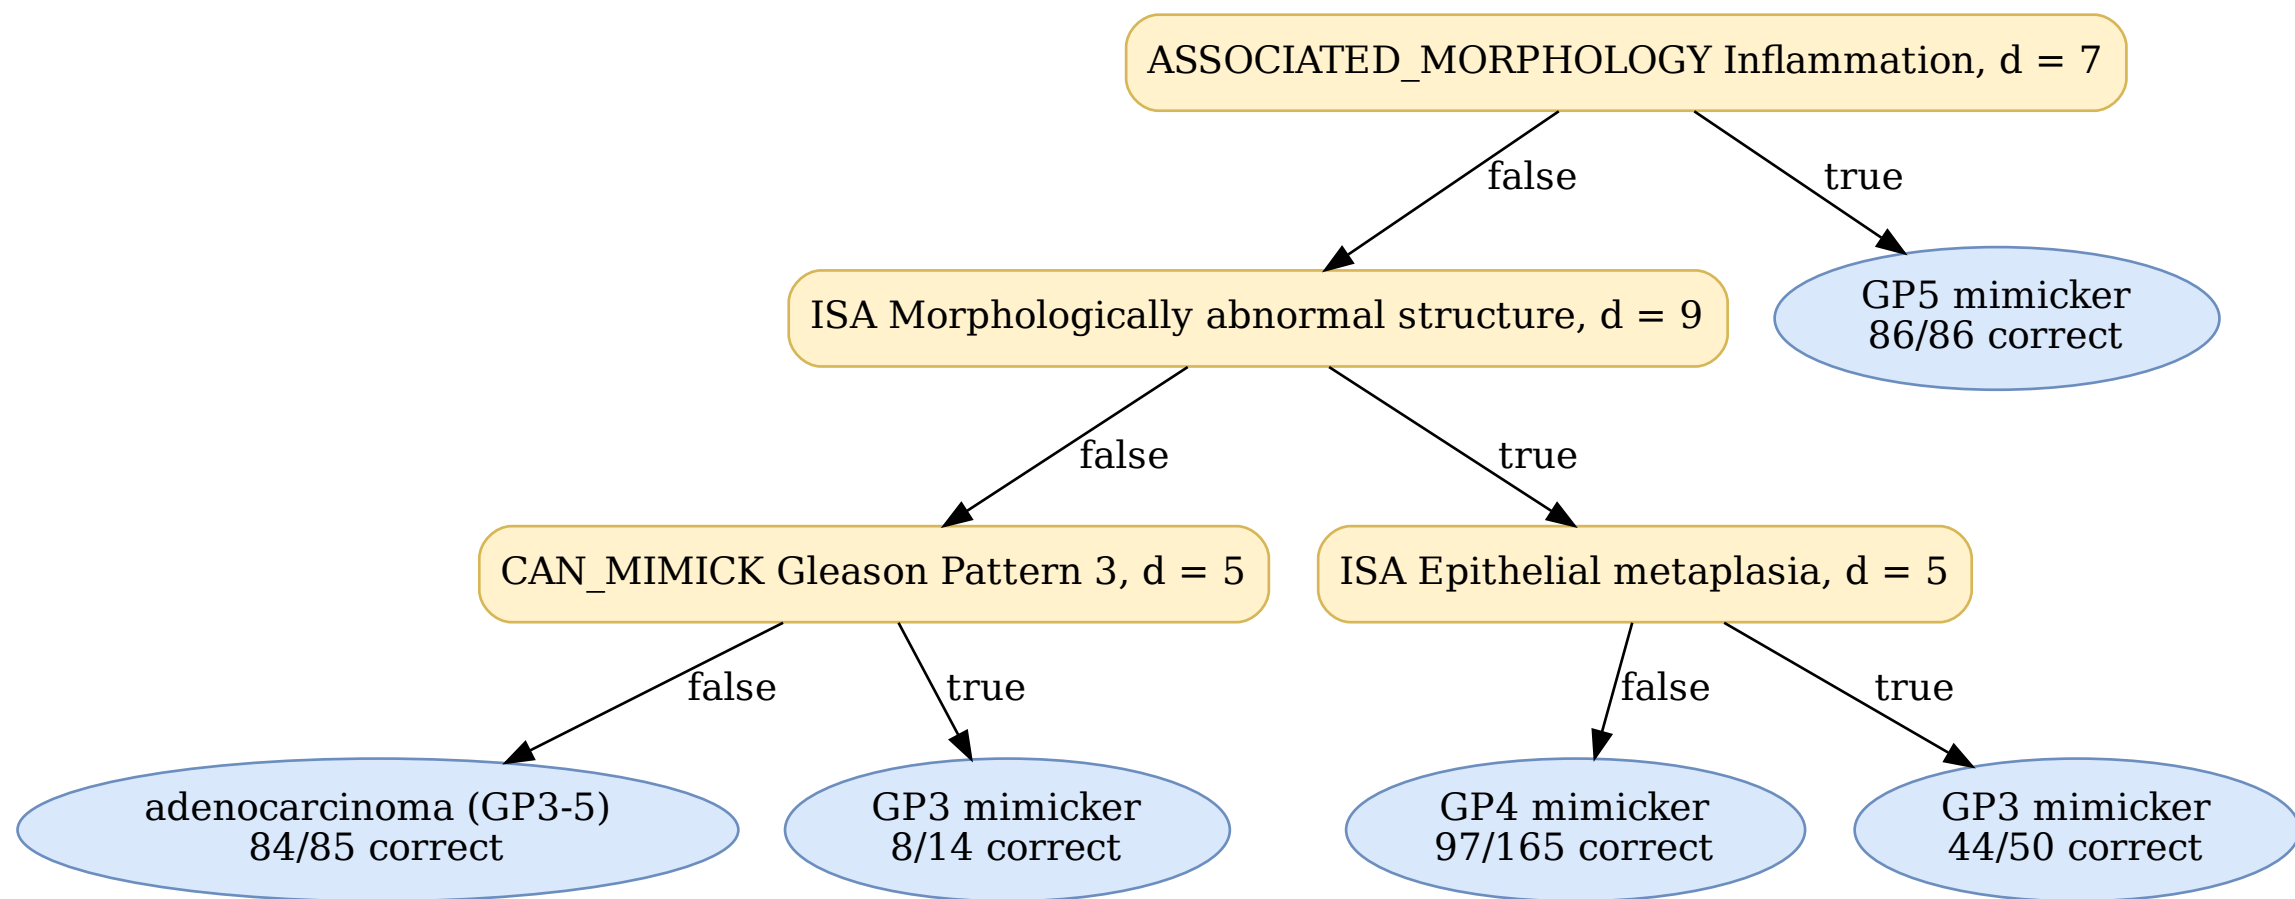 ASSOCIATED_MORPHOLOGY Inflammation, d = 7
false
true
ISA Morphologically abnormal structure, d = 9
GP5 mimicker
86/86 correct
false
true
CAN_MIMICK Gleason Pattern 3, d = 5
ISA Epithelial metaplasia, d = 5
false
true
false
true
adenocarcinoma (GP3-5)
84/85 correct
GP3 mimicker
8/14 correct
GP4 mimicker
97/165 correct
GP3 mimicker
44/50 correct